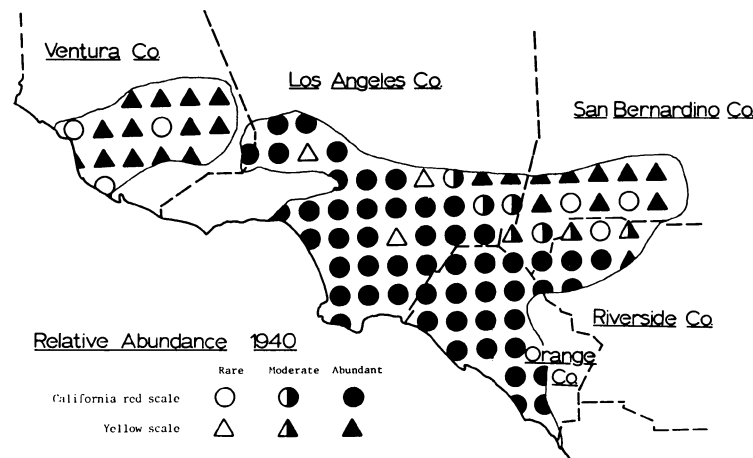 Ventura Co.
Los Angeles Co.
San Bernardino Co.
Riverside Co.
Orange
Co.
Relative Abundance 1940
Rare Moderate Abundant
California red scale
Yellow scale